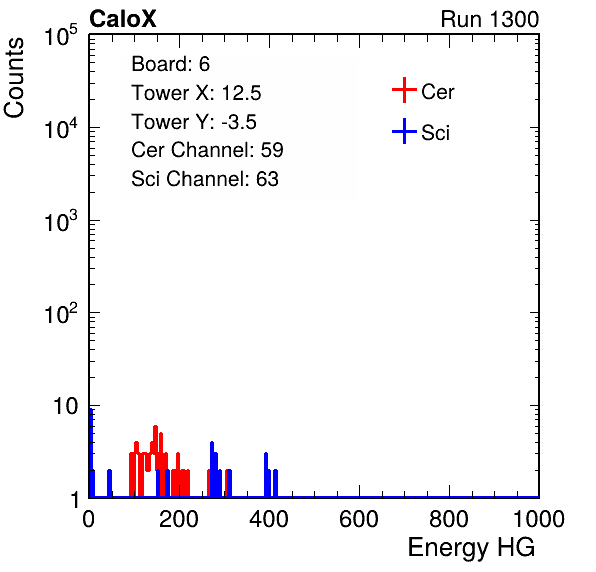 CaloX Run 1300
Counts
10^5
10^4
10^3
10^2
10
1
Board: 6
Tower X: 12.5
Tower Y: -3.5
Cer Channel: 59
Sci Channel: 63
Cer
Sci
0 200 400 600 800 1000
Energy HG